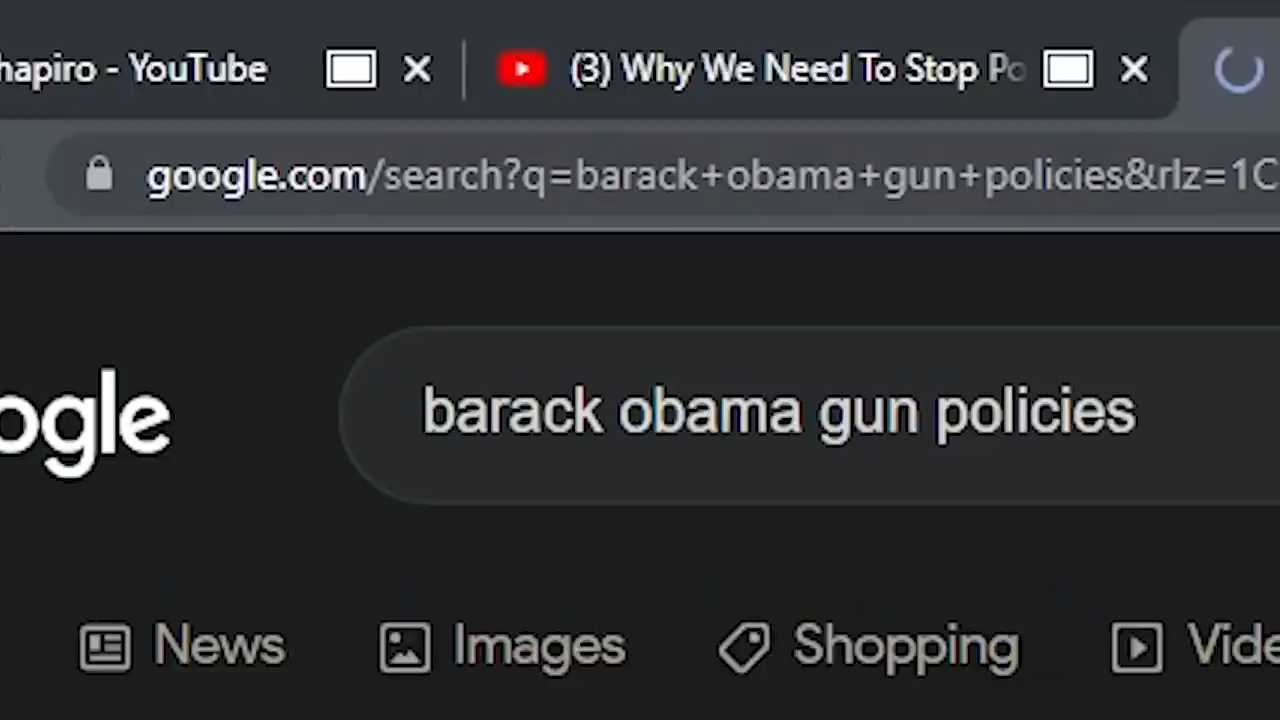 hapiro - YouTube (3) Why We Need To Stop Po
google.com/search?q=barack+obama+gun+policies&rlz=1C
ogle barack obama gun policies
News Images Shopping Vide